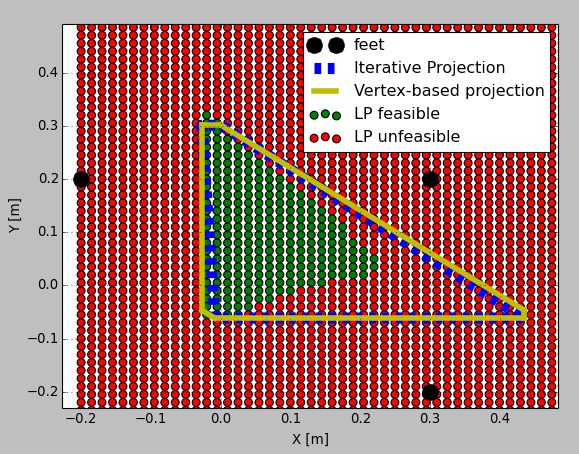 feet
Iterative Projection
Vertex-based projection
LP feasible
LP unfeasible
0.4
0.3
0.2
0.1
0.0
−0.1
−0.2
Y [m]
−0.2 −0.1 0.0 0.1 0.2 0.3 0.4
X [m]